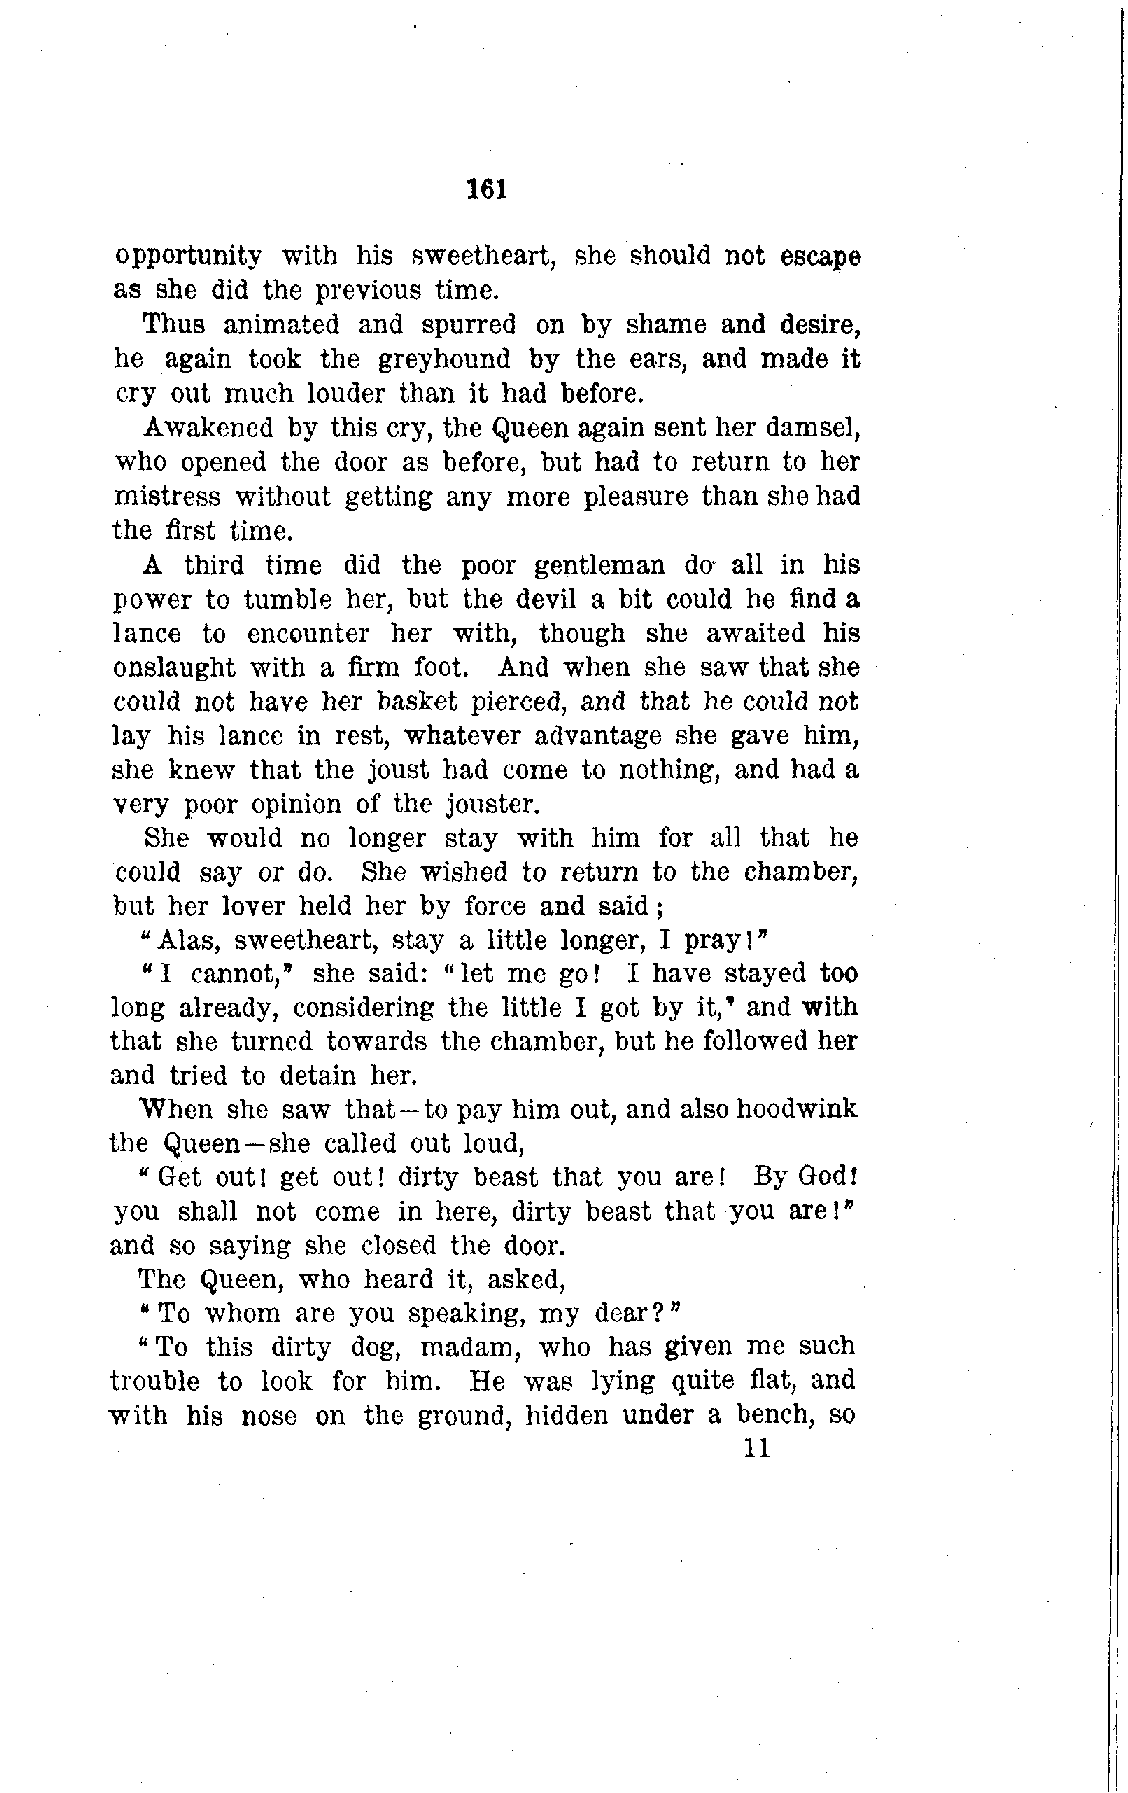 161
opportunity with his sweetheart, she should not escape
as she did the previous time.
Thus animated and spurred on by shame and desire,
he again took the greyhound by the ears, and made it
cry out much louder than it had before.
Awakened by this cry, the Queen again sent her damsel,
who opened the door as before, but had to return to her
mistress without getting any more pleasure than she had
the first time.
A third time did the poor gentleman do all in his
power to tumble her, but the devil a bit could he find a
lance to encounter her with, though she awaited his
onslaught with a firm foot. And when she saw that she
could not have her basket pierced, and that he could not
lay his lance in rest, whatever advantage she gave him,
she knew that the joust had come to nothing, and had a
very poor opinion of the jouster.
She would no longer stay with him for all that he
could say or do. She wished to return to the chamber,
but her lover held her by force and said;
"Alas, sweetheart, stay a little longer, I pray!"
"I cannot," she said: "let me go! I have stayed too
long already, considering the little I got by it,' and with
that she turned towards the chamber, but he followed her
and tried to detain her.
When she saw that—to pay him out, and also hoodwink
the Queen—she called out loud,
"Get out! get out! dirty beast that you are! By God!
you shall not come in here, dirty beast that you are!"
and so saying she closed the door.
The Queen, who heard it, asked,
"To whom are you speaking, my dear?"
"To this dirty dog, madam, who has given me such
trouble to look for him. He was lying quite flat, and
with his nose on the ground, hidden under a bench, so
11